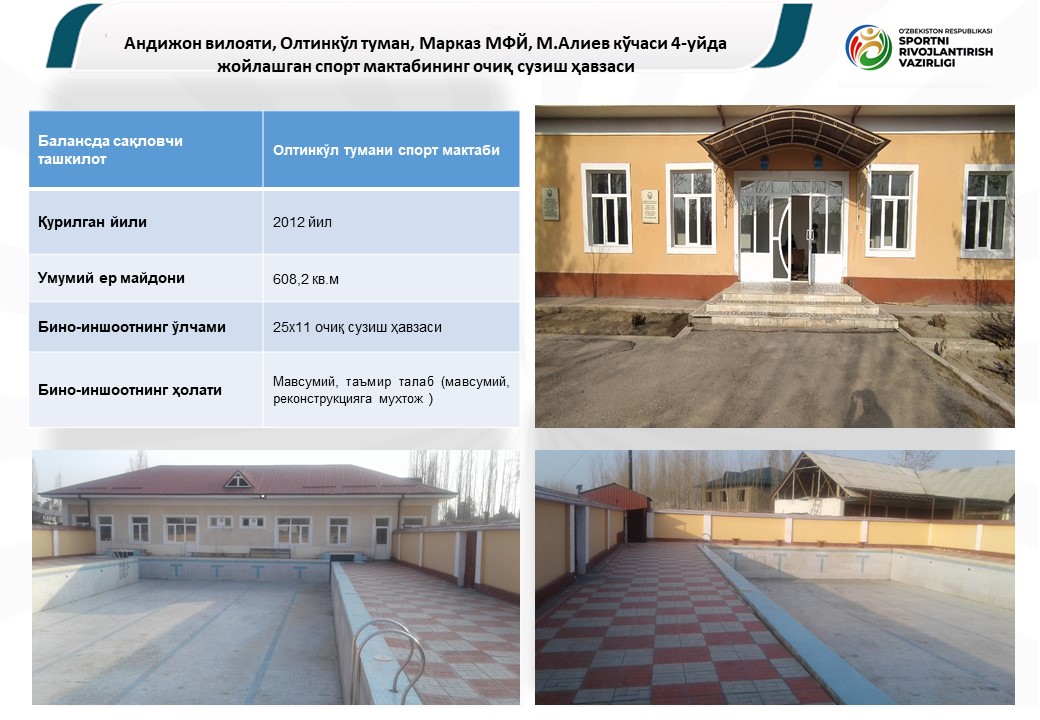 Андижон вилояти, Олтинкўл туман, Марказ МФЙ, М.Алиев кўчаси 4-уйда
жойлашган спорт мактабининг очиқ сузиш ҳавзаси
O'ZBEKISTON RESPUBLIKASI
SPORTNI
RIVOJLANTIRISH
VAZIRLIGI
Балансда сақловчи
ташкилот
Олтинкўл тумани спорт мактаби
Қурилган йили
2012 йил
Умумий ер майдони
608,2 кв.м
Бино-иншоотнинг ўлчами
25х11 очиқ сузиш ҳавзаси
Бино-иншоотнинг ҳолати
Мавсумий, таъмир талаб (мавсумий,
реконструкцияга мухтож )